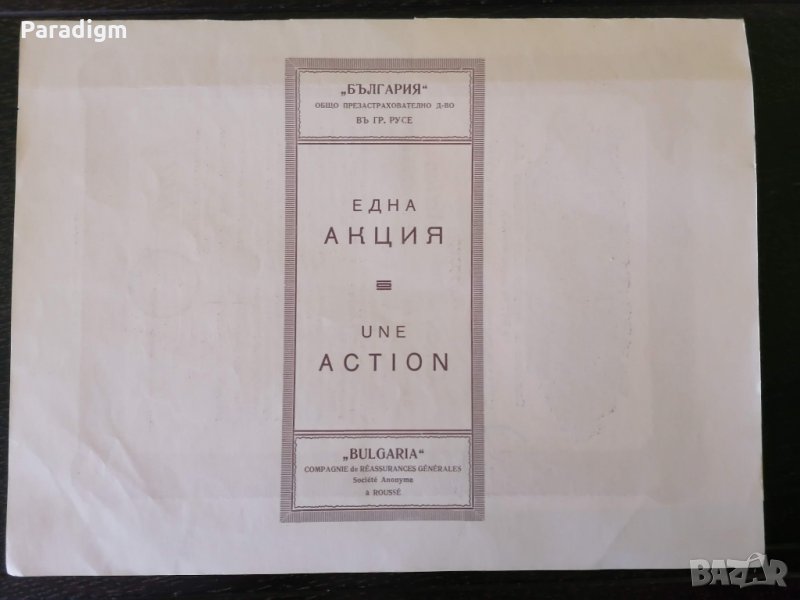 Paradigm
„БЪЛГАРИЯ“
ОБЩО ПРЕЗАСТРАХОВАТЕЛНО Д-ВО
ВЪ ГР. РУСЕ
ЕДНА
АКЦИЯ
UNE
ACTION
„BULGARIA“
COMPAGNIE de RÉASSURANCES GÉNÉRALES
Société Anonyme
à ROUSSÉ
BAZAR